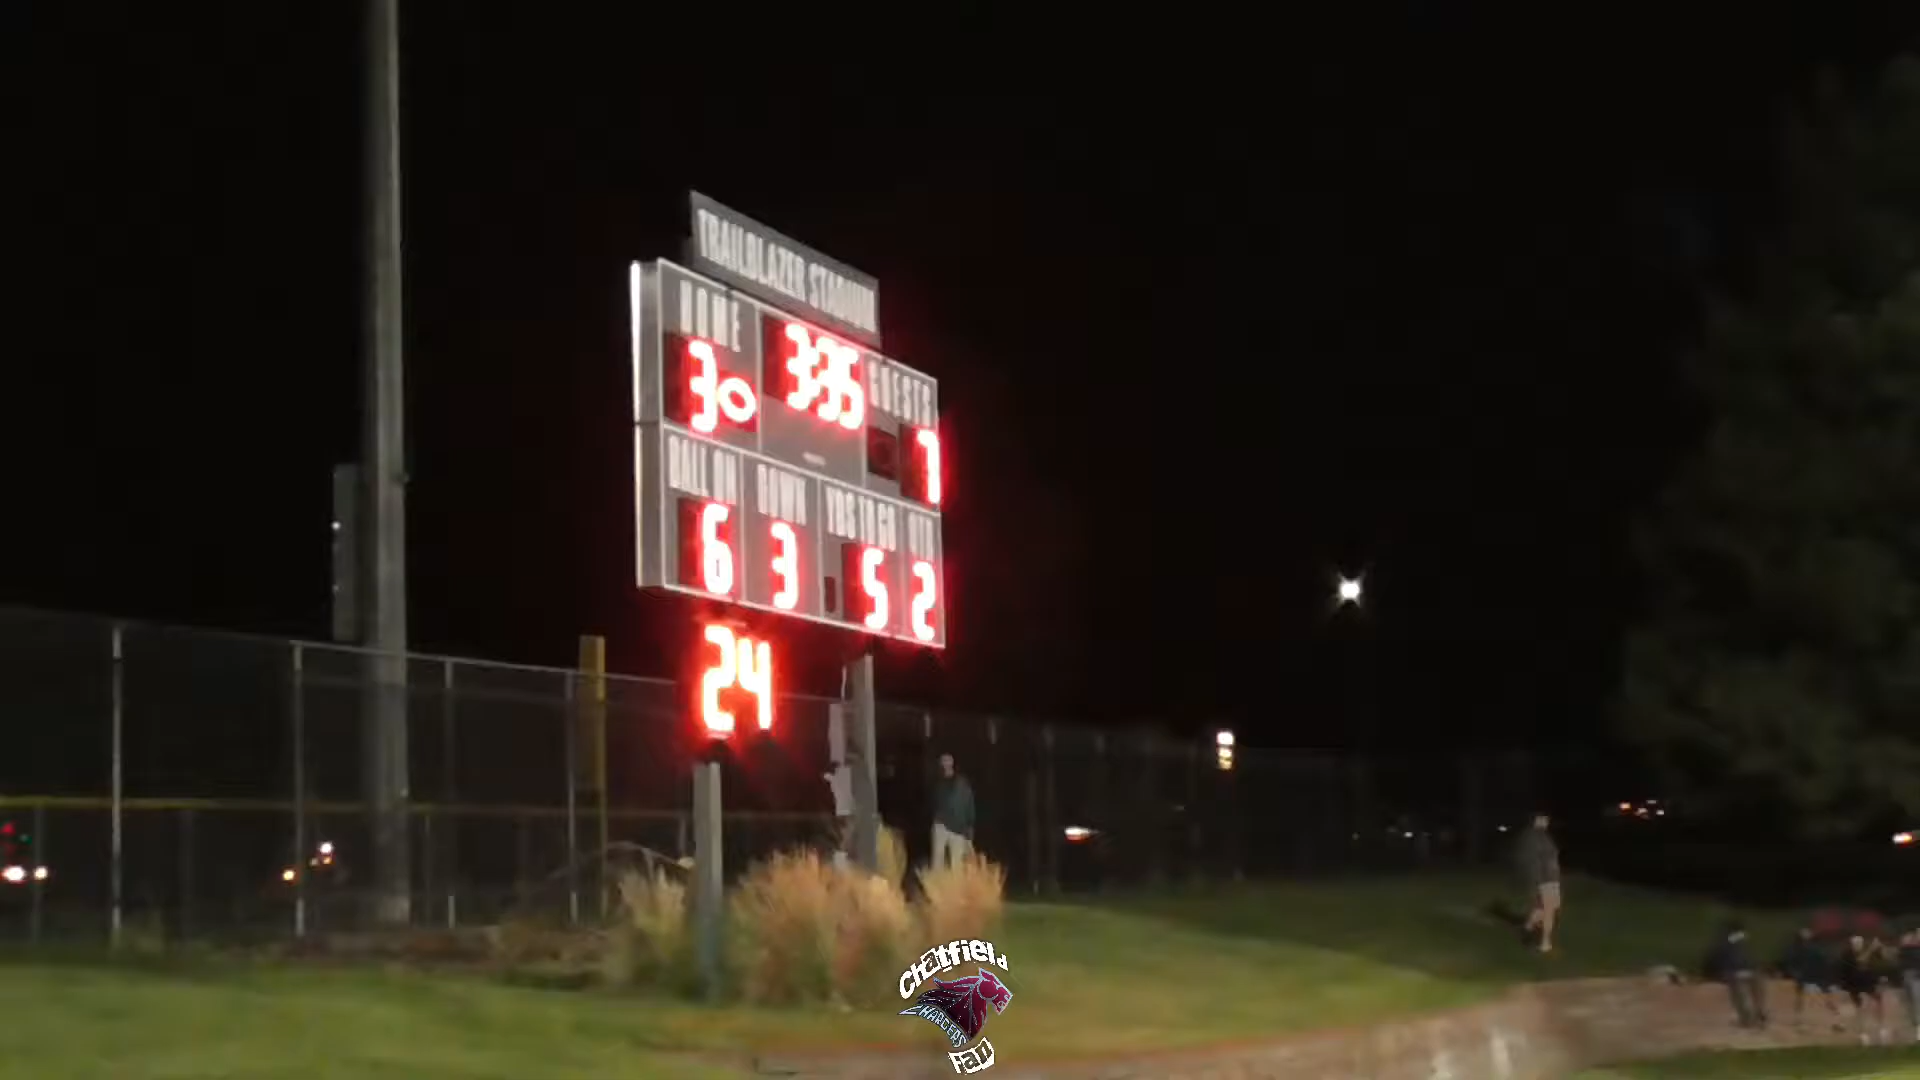 TRAILBLAZER STADIUM
HOME
3:35
GUESTS
30
7
BALL ON
DOWN
YDS TO GO
QTR
6
3
5
2
24
Chatfield
CHARGERS
fan